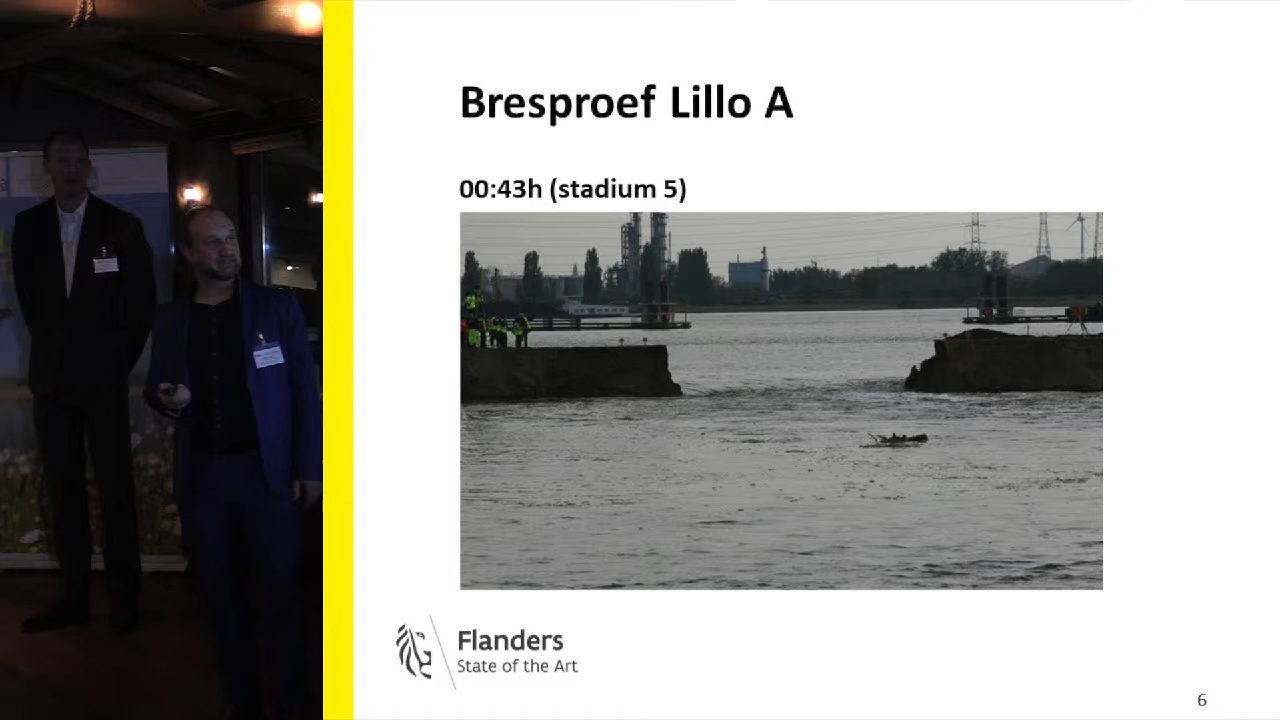 Bresproef Lillo A
00:43h (stadium 5)
Flanders
State of the Art
6